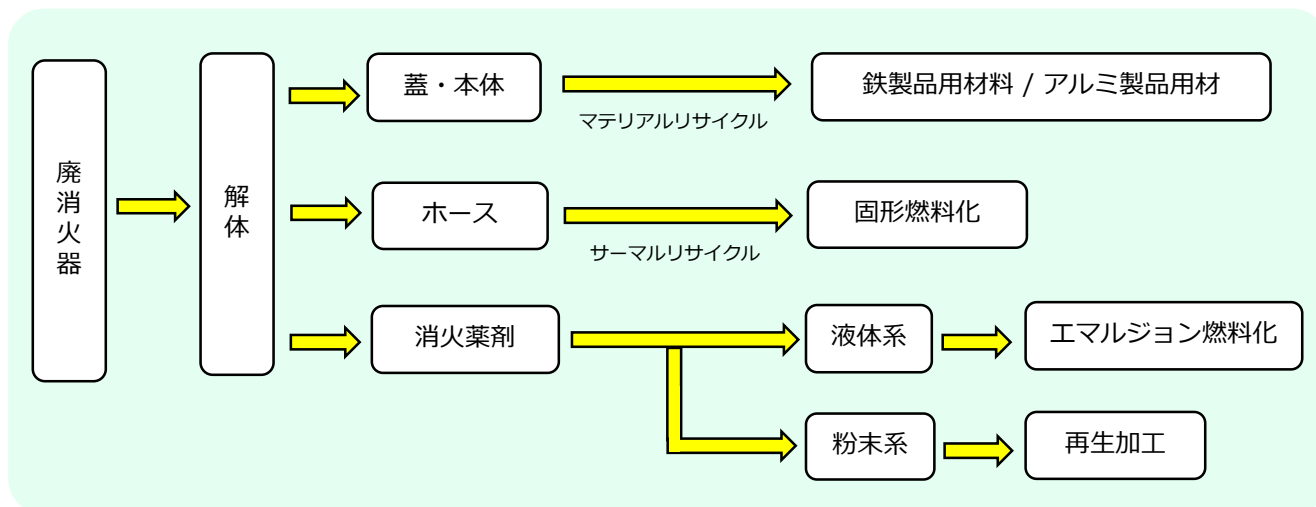 廃消火器
解体
蓋・本体
マテリアルリサイクル
鉄製品用材料 / アルミ製品用材
ホース
サーマルリサイクル
固形燃料化
消火薬剤
液体系
エマルジョン燃料化
粉末系
再生加工